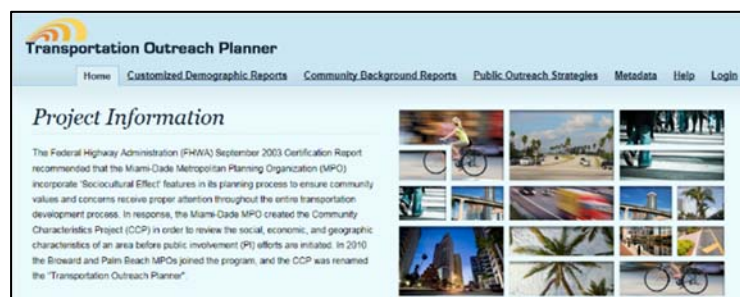 Transportation Outreach Planner
Home Customized Demographic Reports Community Background Reports Public Outreach Strategies Metadata Help Login
Project Information
The Federal Highway Administration (FHWA) September 2003 Certification Report
recommended that the Miami-Dade Metropolitan Planning Organization (MPO)
incorporate 'Sociocultural Effect' features in its planning process to ensure community
values and concerns receive proper attention throughout the entire transportation
development process. In response, the Miami-Dade MPO created the Community
Characteristics Project (CCP) in order to review the social, economic, and geographic
characteristics of an area before public involvement (PI) efforts are initiated. In 2010
the Broward and Palm Beach MPOs joined the program, and the CCP was renamed
the "Transportation Outreach Planner".